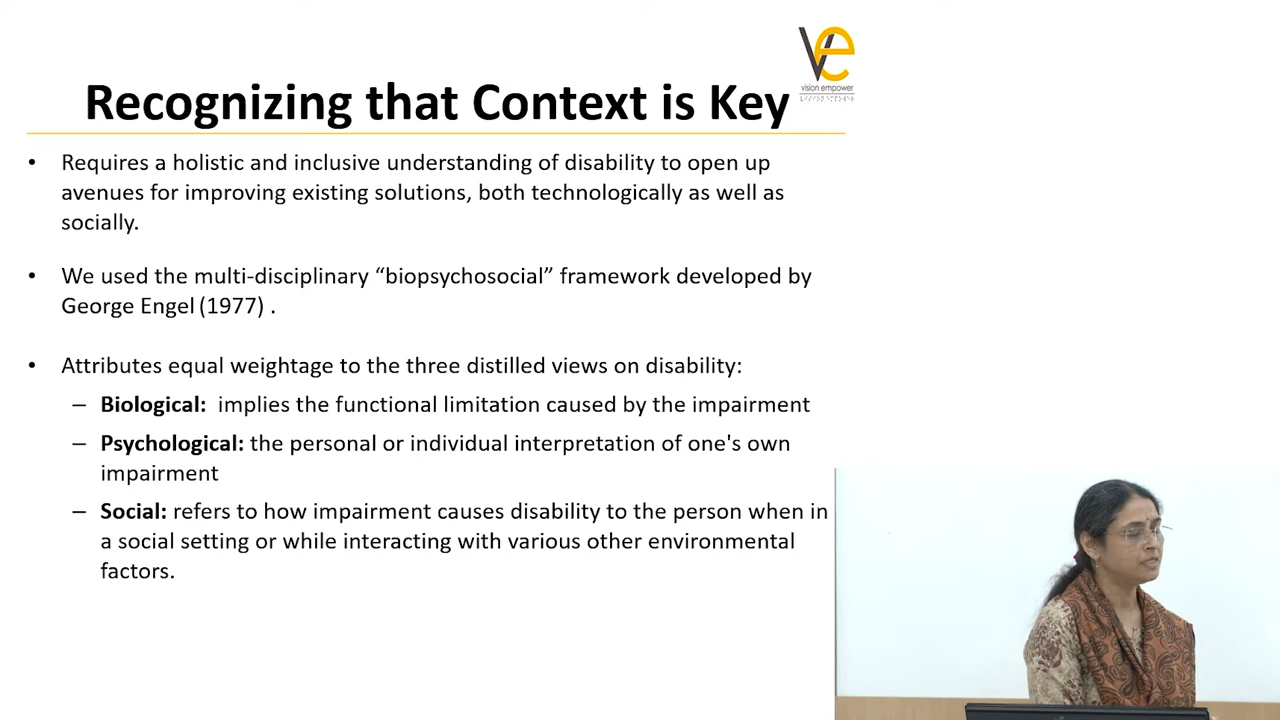 ve
vision empower
Recognizing that Context is Key
• Requires a holistic and inclusive understanding of disability to open up
avenues for improving existing solutions, both technologically as well as
socially.
• We used the multi-disciplinary “biopsychosocial” framework developed by
George Engel (1977) .
• Attributes equal weightage to the three distilled views on disability:
– Biological: implies the functional limitation caused by the impairment
– Psychological: the personal or individual interpretation of one's own
impairment
– Social: refers to how impairment causes disability to the person when in
a social setting or while interacting with various other environmental
factors.